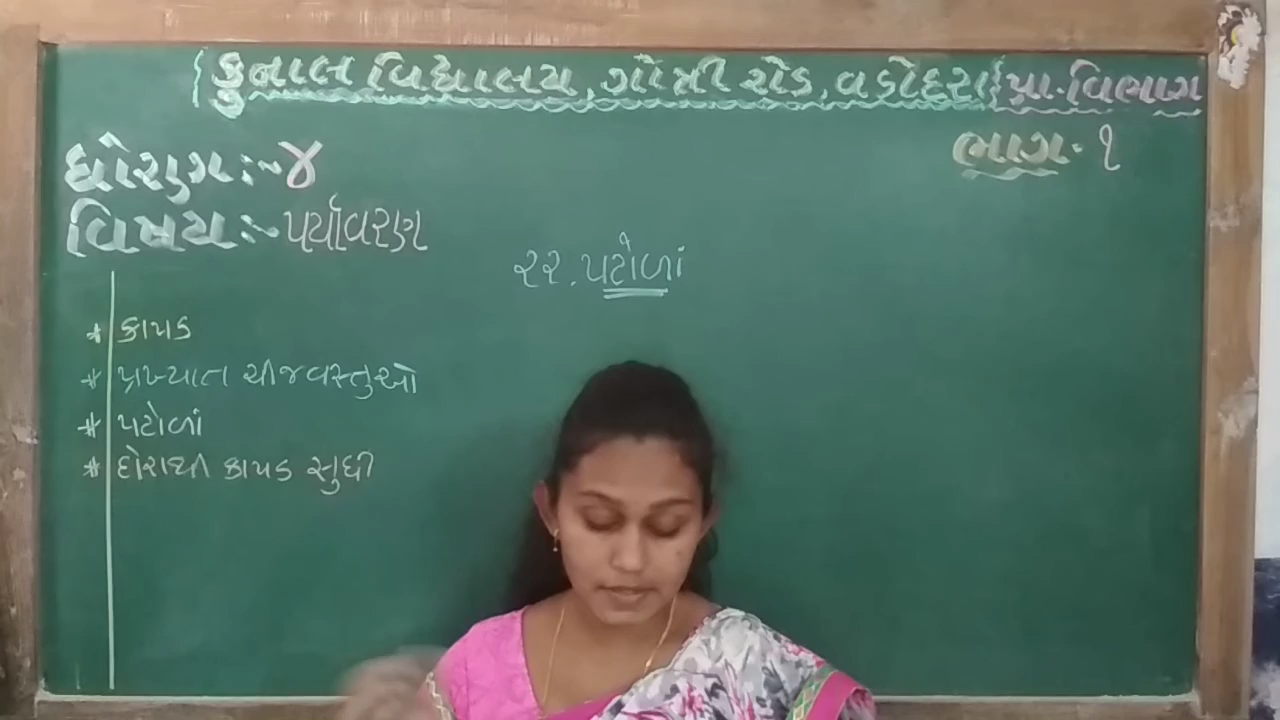 {કુનાલ વિદ્યાલય, ગોત્રી રોડ, વડોદરા} પ્રા. વિભાગ
ભાગ - ૧
ધોરણ :- ૪
વિષય :- પર્યાવરણ
૨૨. પટોળાં
* કાપડ
* પ્રખ્યાત ચીજવસ્તુઓ
* પટોળાં
* દોરાથી કાપડ સુધી